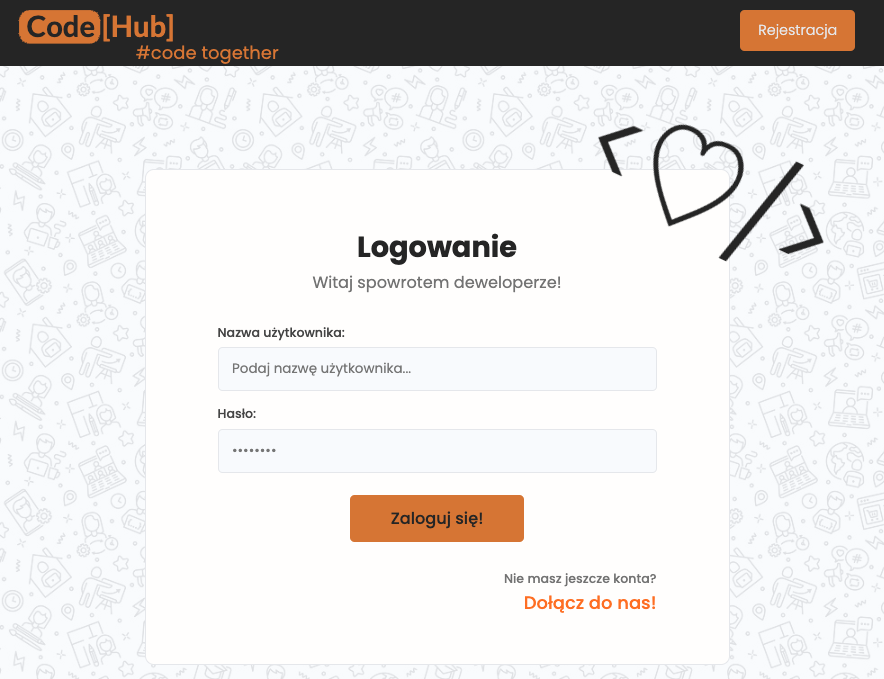 Code[Hub]
#code together
Rejestracja
Logowanie
Witaj spowrotem deweloperze!
Nazwa użytkownika:
Podaj nazwę użytkownika...
Hasło:
••••••••
Zaloguj się!
Nie masz jeszcze konta?
Dołącz do nas!